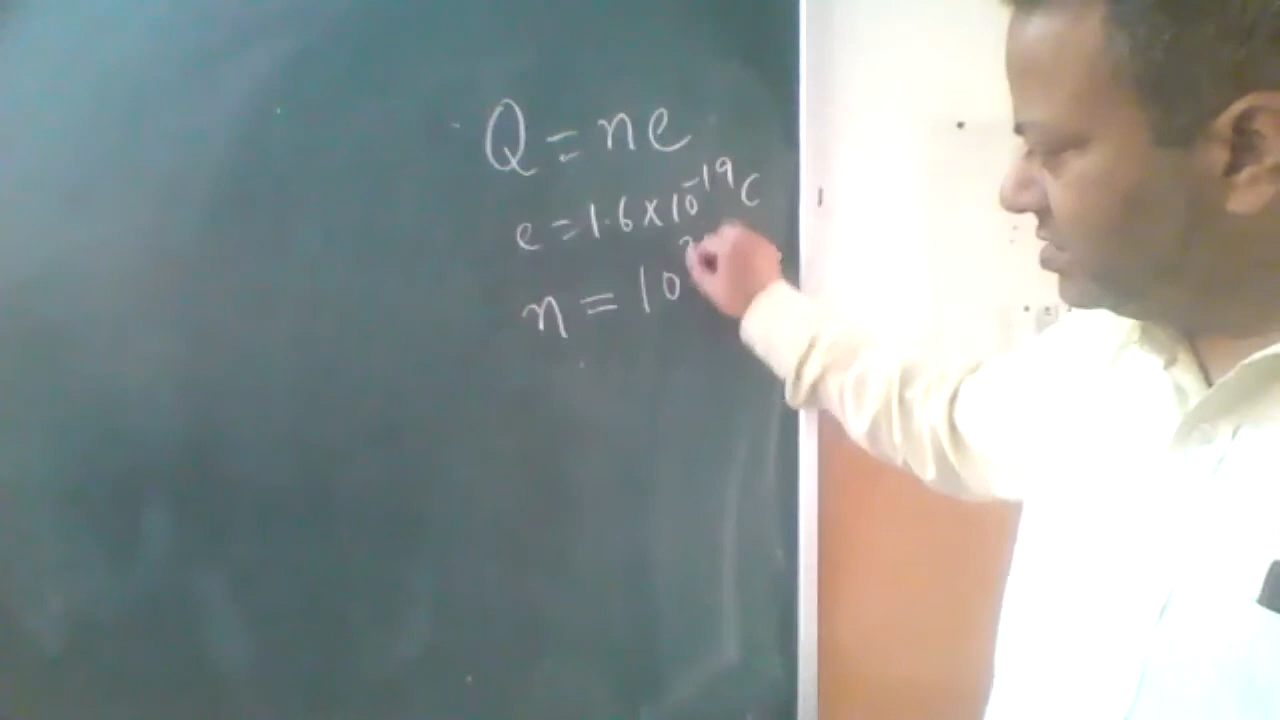 Q = ne
e = 1.6 x 10⁻¹⁹ C
n = 10